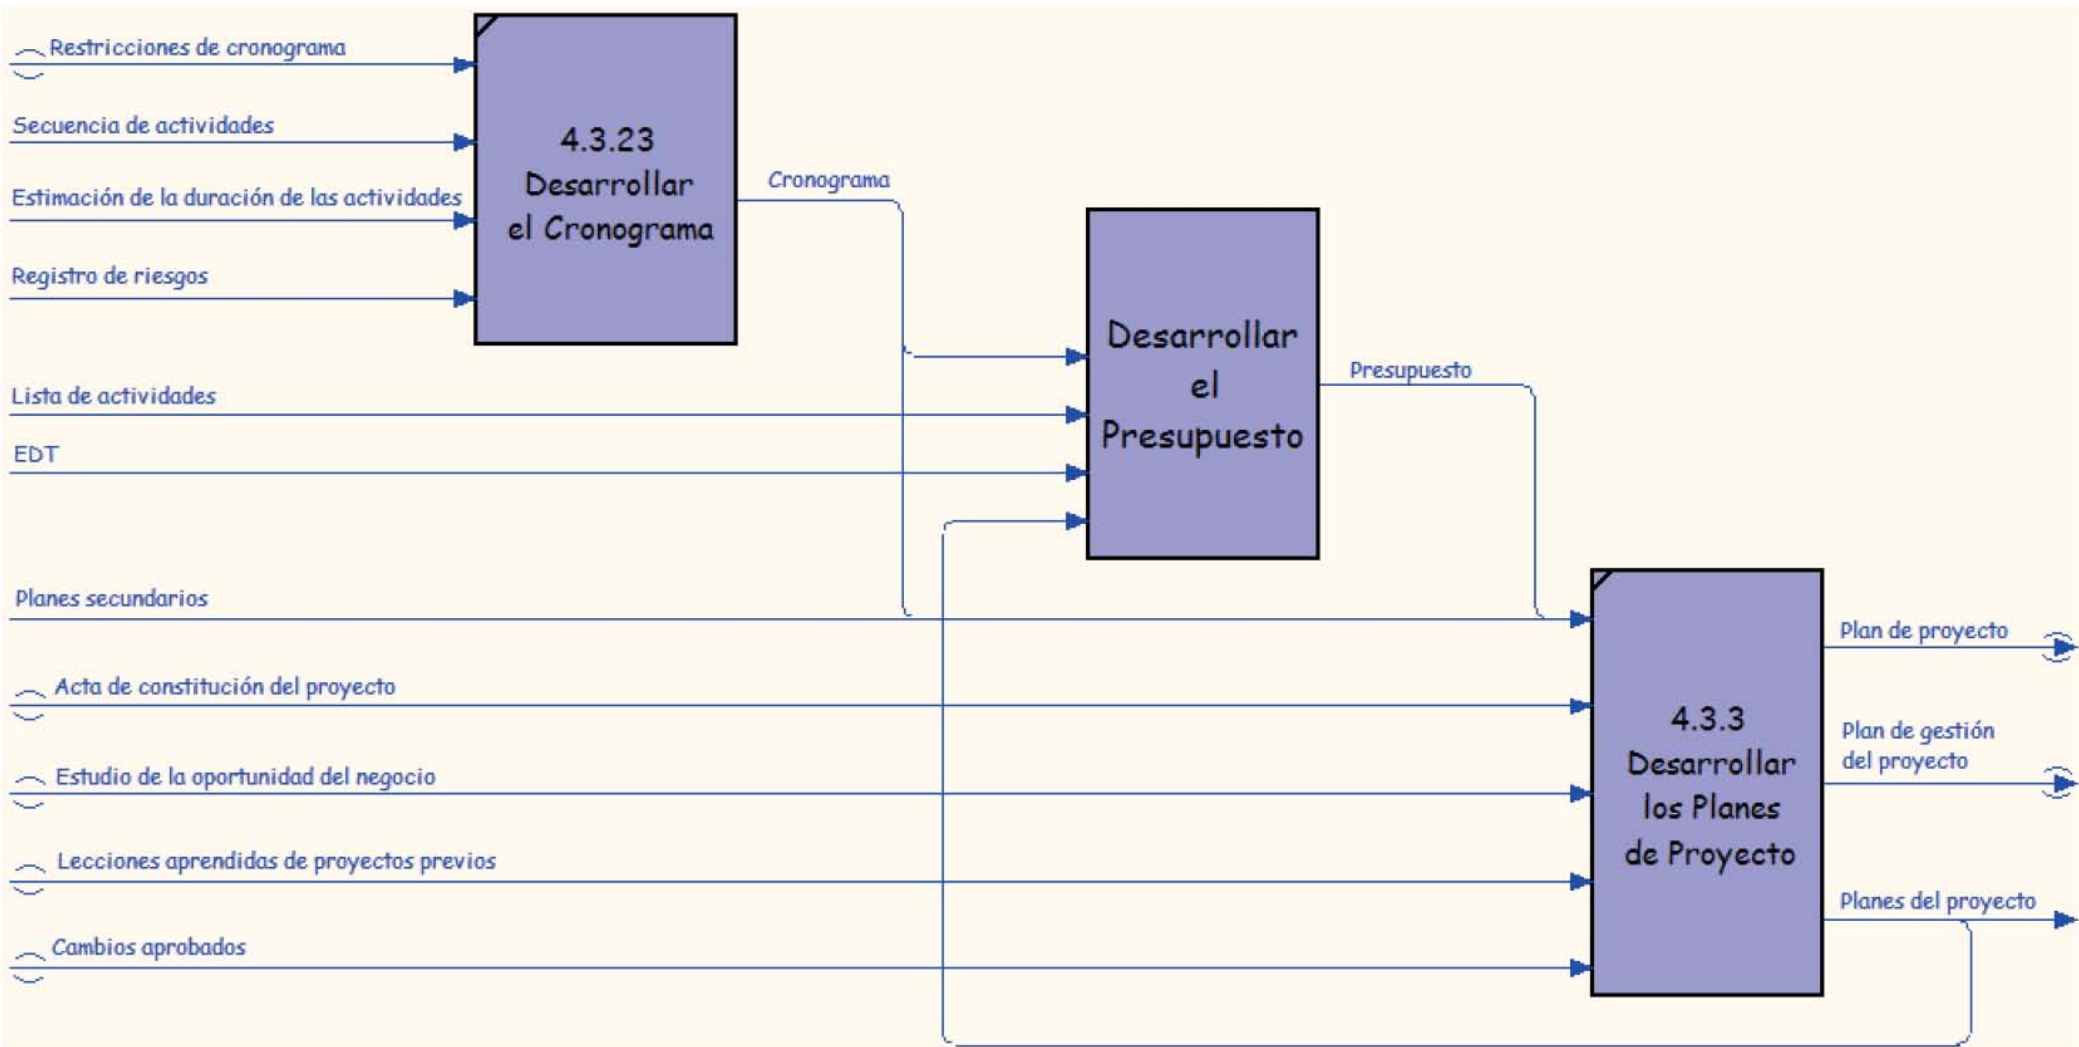 Restricciones de cronograma
Secuencia de actividades
Estimación de la duración de las actividades
Registro de riesgos
4.3.23
Desarrollar
el Cronograma
Cronograma
Lista de actividades
EDT
Desarrollar
el
Presupuesto
Presupuesto
Planes secundarios
Acta de constitución del proyecto
Estudio de la oportunidad del negocio
Lecciones aprendidas de proyectos previos
Cambios aprobados
4.3.3
Desarrollar
los Planes
de Proyecto
Plan de proyecto
Plan de gestión
del proyecto
Planes del proyecto